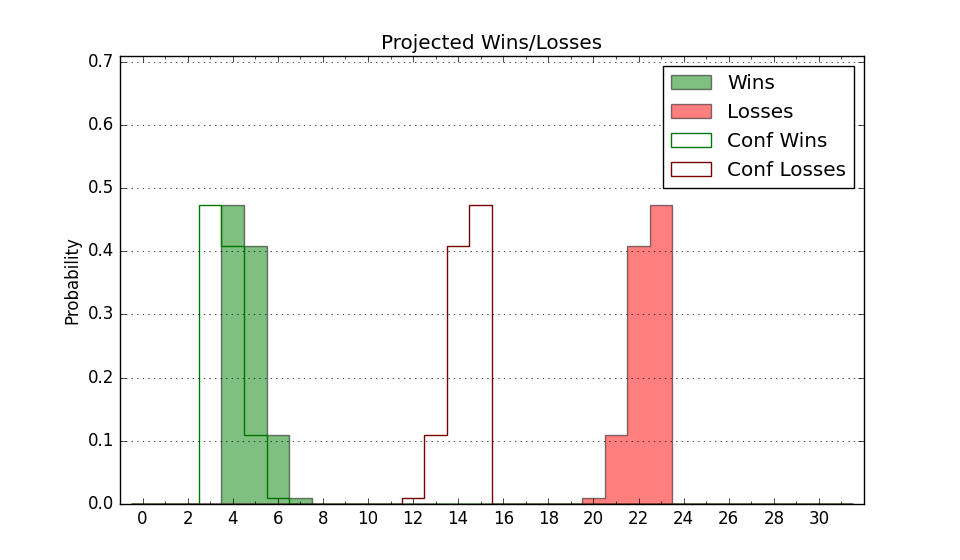 Projected Wins/Losses
Probability
0.7
0.6
0.5
0.4
0.3
0.2
0.1
0.0
Wins
Losses
Conf Wins
Conf Losses
0 2 4 6 8 10 12 14 16 18 20 22 24 26 28 30